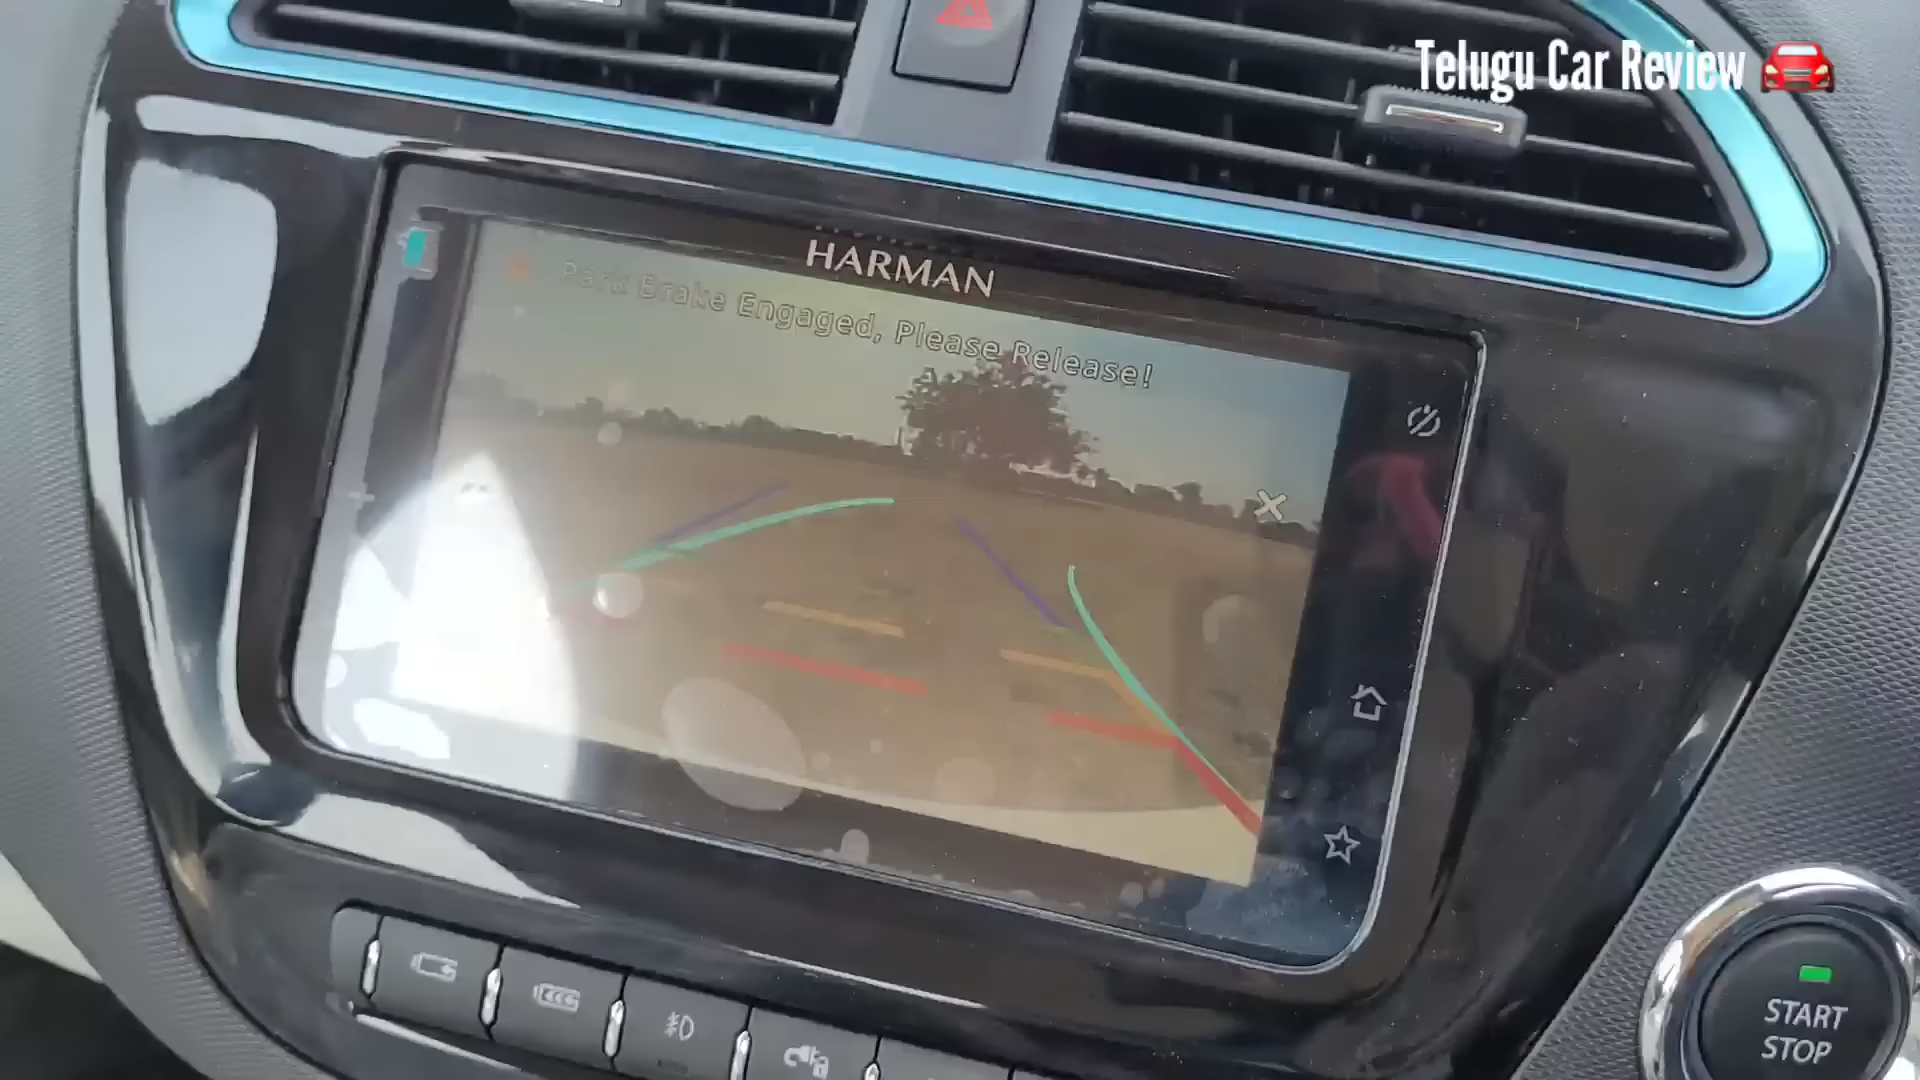 Telugu Car Review
HARMAN
Park Brake Engaged, Please Release!
START
STOP